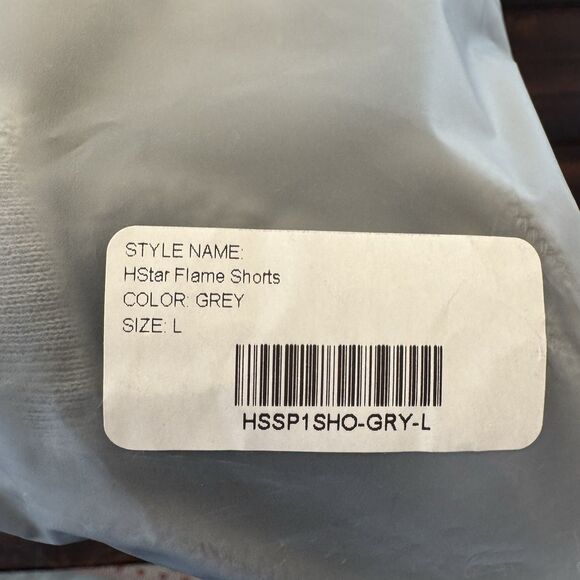 STYLE NAME:
HStar Flame Shorts
COLOR: GREY
SIZE: L
HSSP1SHO-GRY-L